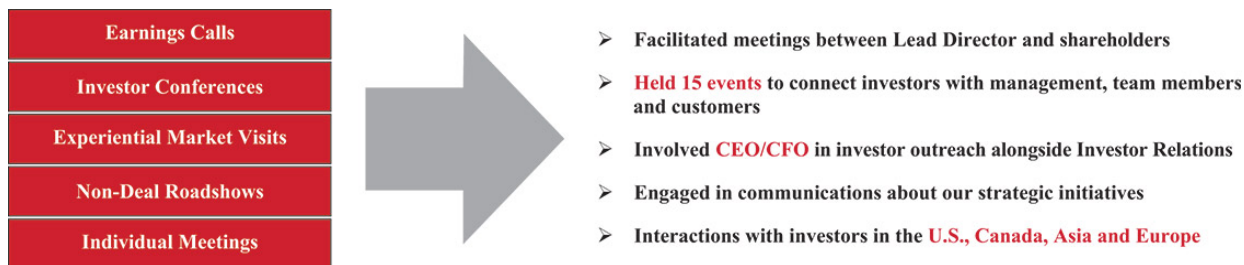 Earnings Calls
Investor Conferences
Experiential Market Visits
Non-Deal Roadshows
Individual Meetings
➢ Facilitated meetings between Lead Director and shareholders
➢ Held 15 events to connect investors with management, team members
and customers
➢ Involved CEO/CFO in investor outreach alongside Investor Relations
➢ Engaged in communications about our strategic initiatives
➢ Interactions with investors in the U.S., Canada, Asia and Europe